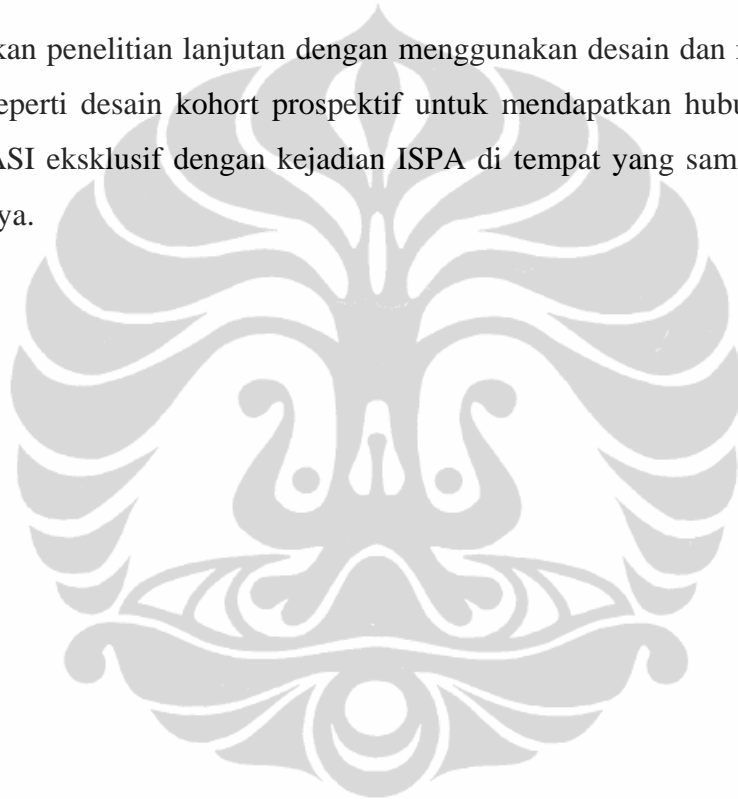 kan penelitian lanjutan dengan menggunakan desain dan
seperti desain kohort prospektif untuk mendapatkan hubu
ASI eksklusif dengan kejadian ISPA di tempat yang sam
ya.